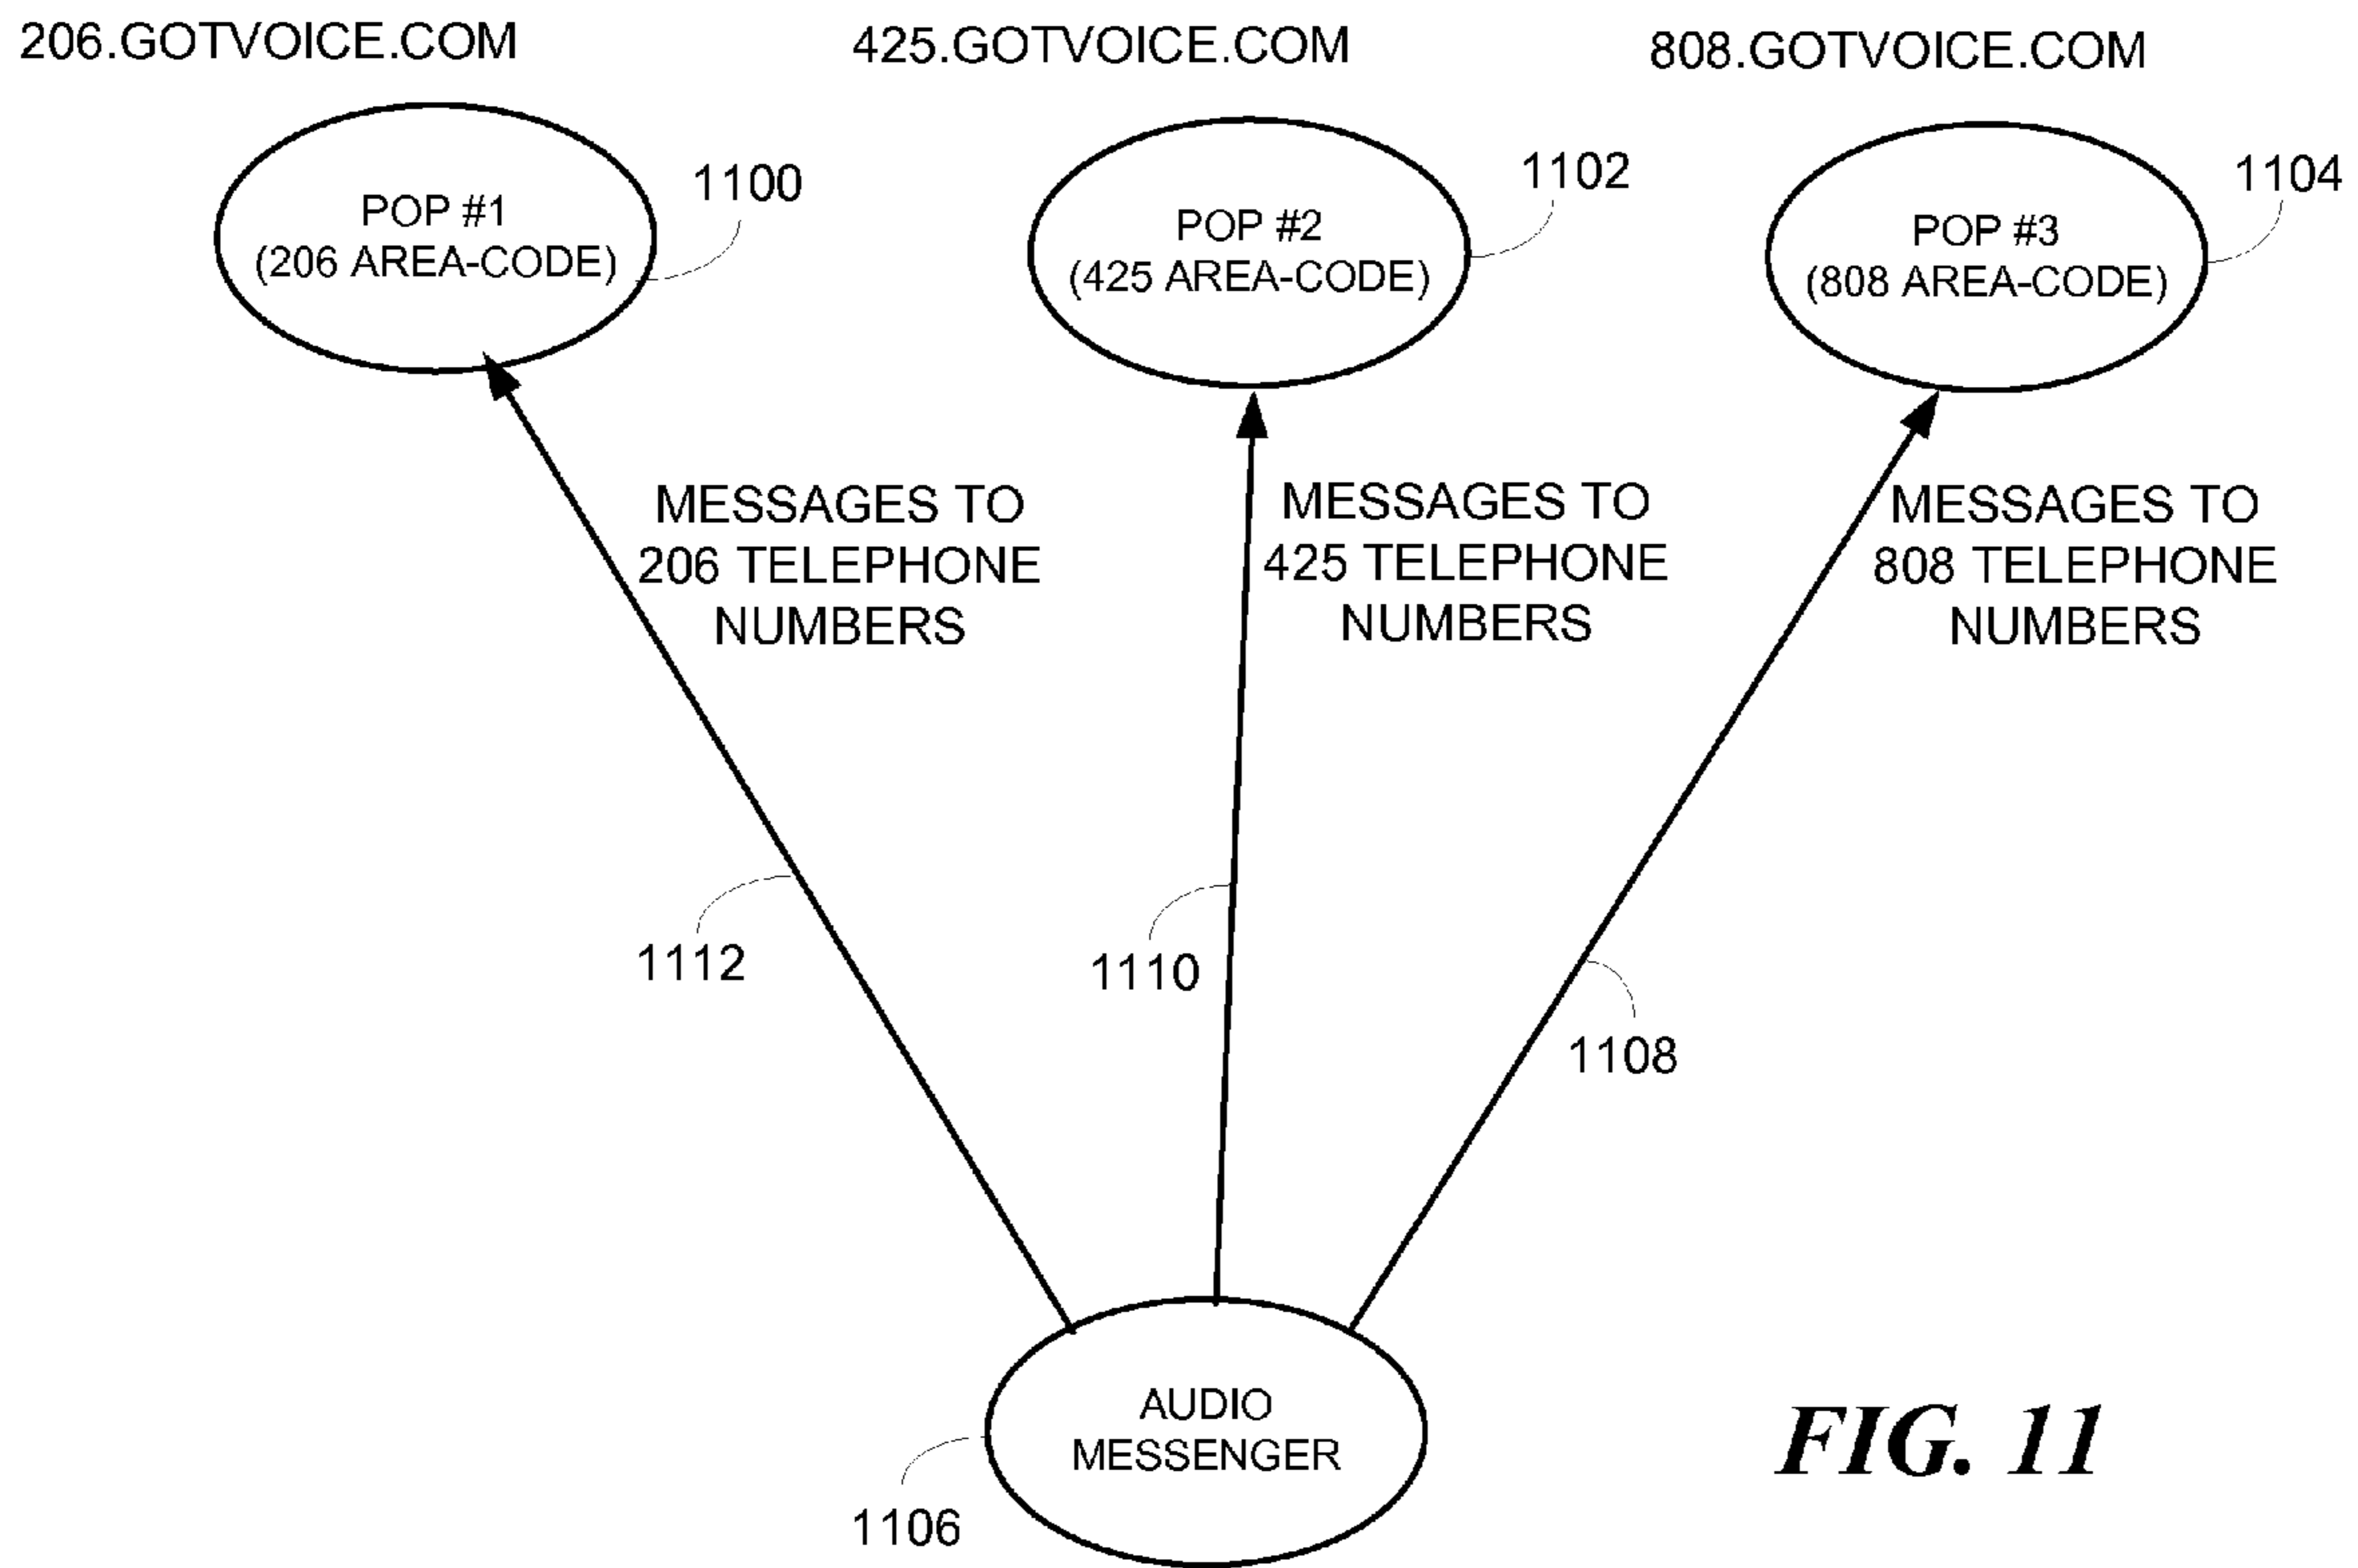 206.GOTVOICE.COM
425.GOTVOICE.COM
808.GOTVOICE.COM
POP #1
(206 AREA-CODE)
1100
POP #2
(425 AREA-CODE)
1102
POP #3
(808 AREA-CODE)
1104
MESSAGES TO
206 TELEPHONE
NUMBERS
MESSAGES TO
425 TELEPHONE
NUMBERS
MESSAGES TO
808 TELEPHONE
NUMBERS
1112
1110
1108
AUDIO
MESSENGER
1106
FIG. 11